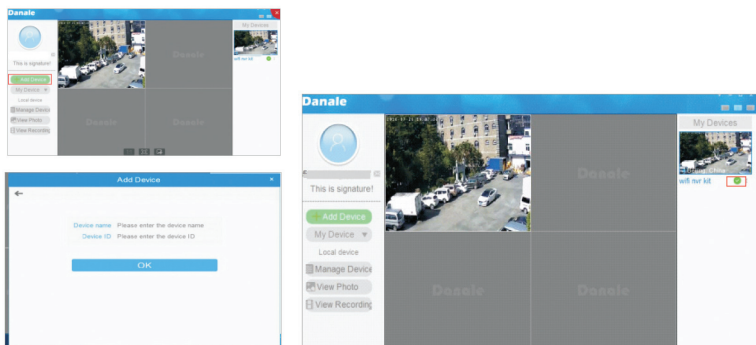 Danale
My Devices
This is signature!
+ Add Device
My Device
Local device
Manage Device
View Photo
View Recording
Danale
Danale
Danale
wifi nvr kit
Add Device
Device name Please enter the device name
Device ID Please enter the device ID
OK
Danale
My Devices
This is signature!
+ Add Device
My Device
Local device
Manage Device
View Photo
View Recording
Danale
Danale
Danale
wifi nvr kit